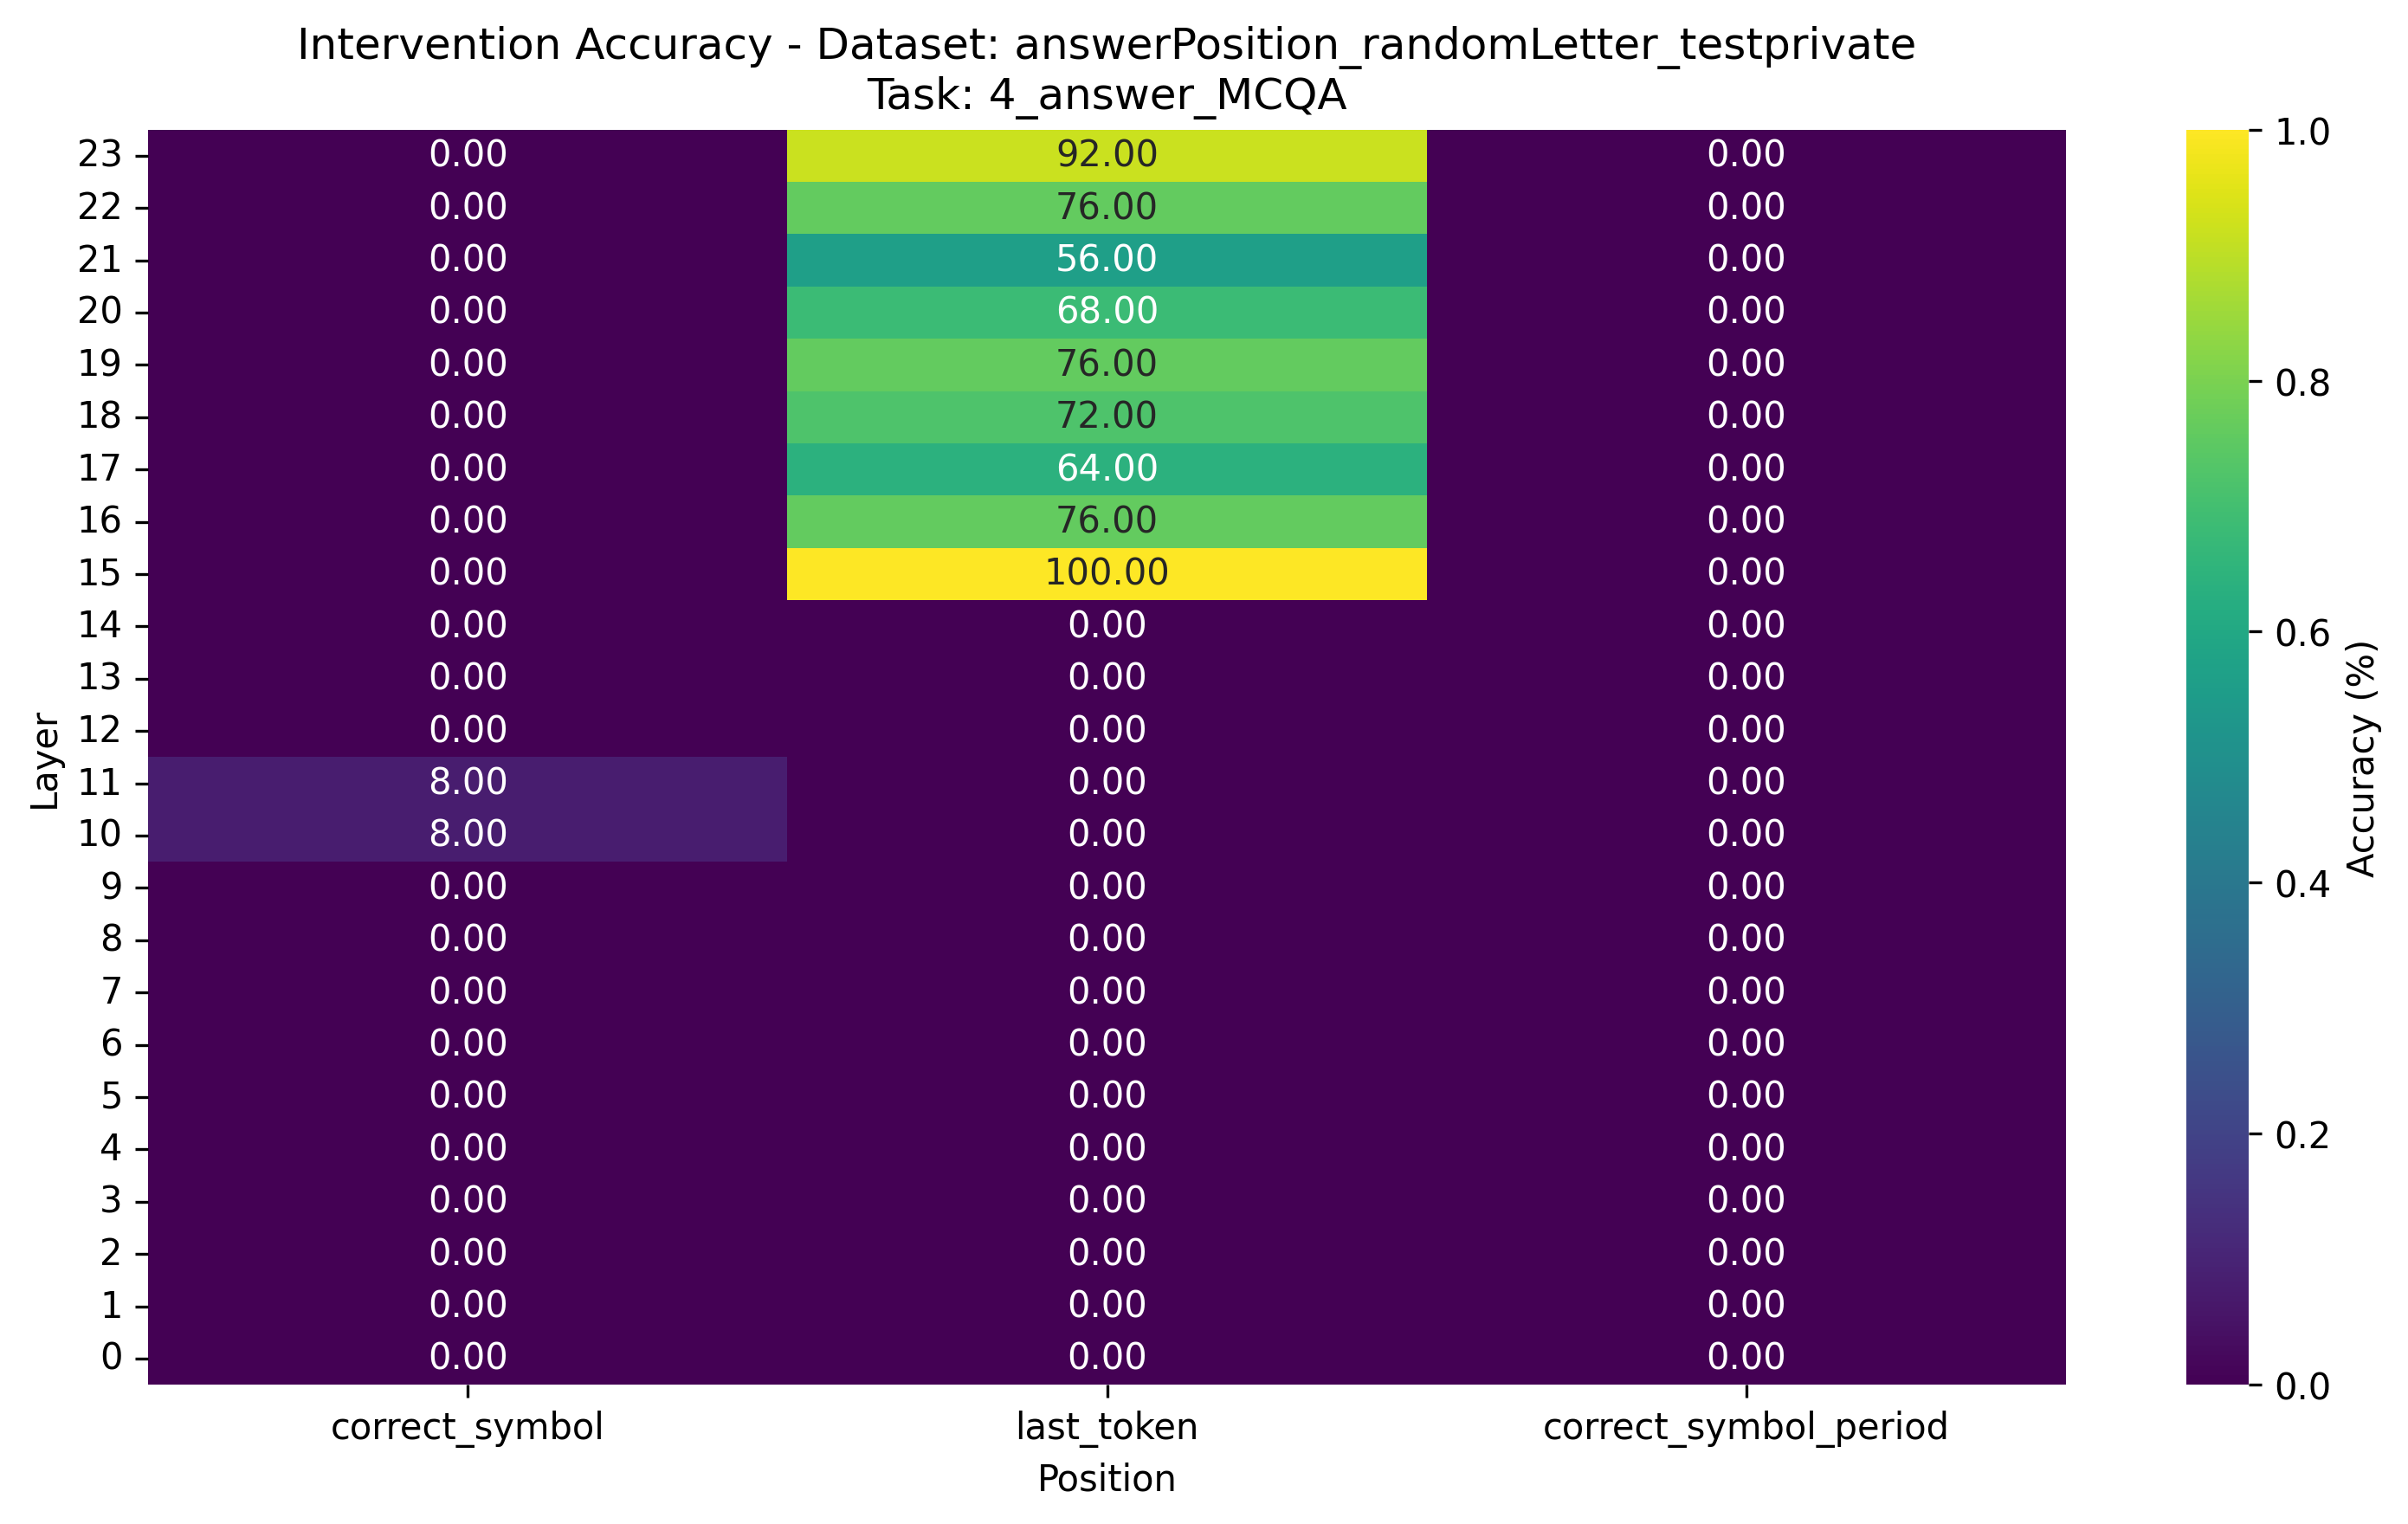 Intervention Accuracy - Dataset: answerPosition_randomLetter_testprivate
Task: 4_answer_MCQA
23 0.00 92.00 0.00
22 0.00 76.00 0.00
21 0.00 56.00 0.00
20 0.00 68.00 0.00
19 0.00 76.00 0.00
18 0.00 72.00 0.00
17 0.00 64.00 0.00
16 0.00 76.00 0.00
15 0.00 100.00 0.00
14 0.00 0.00 0.00
13 0.00 0.00 0.00
12 0.00 0.00 0.00
11 8.00 0.00 0.00
10 8.00 0.00 0.00
9 0.00 0.00 0.00
8 0.00 0.00 0.00
7 0.00 0.00 0.00
6 0.00 0.00 0.00
5 0.00 0.00 0.00
4 0.00 0.00 0.00
3 0.00 0.00 0.00
2 0.00 0.00 0.00
1 0.00 0.00 0.00
0 0.00 0.00 0.00
correct_symbol last_token correct_symbol_period
Position
Layer
1.0
0.8
0.6
0.4
0.2
0.0
Accuracy (%)